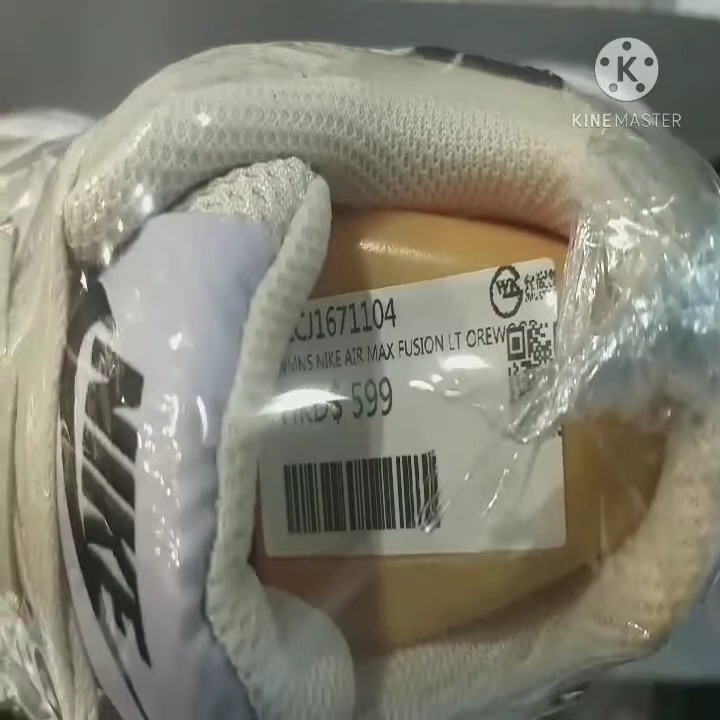 KINEMASTER
CJ1671104
WMNS NIKE AIR MAX FUSION LT OREW
HKD$ 599
NIKE